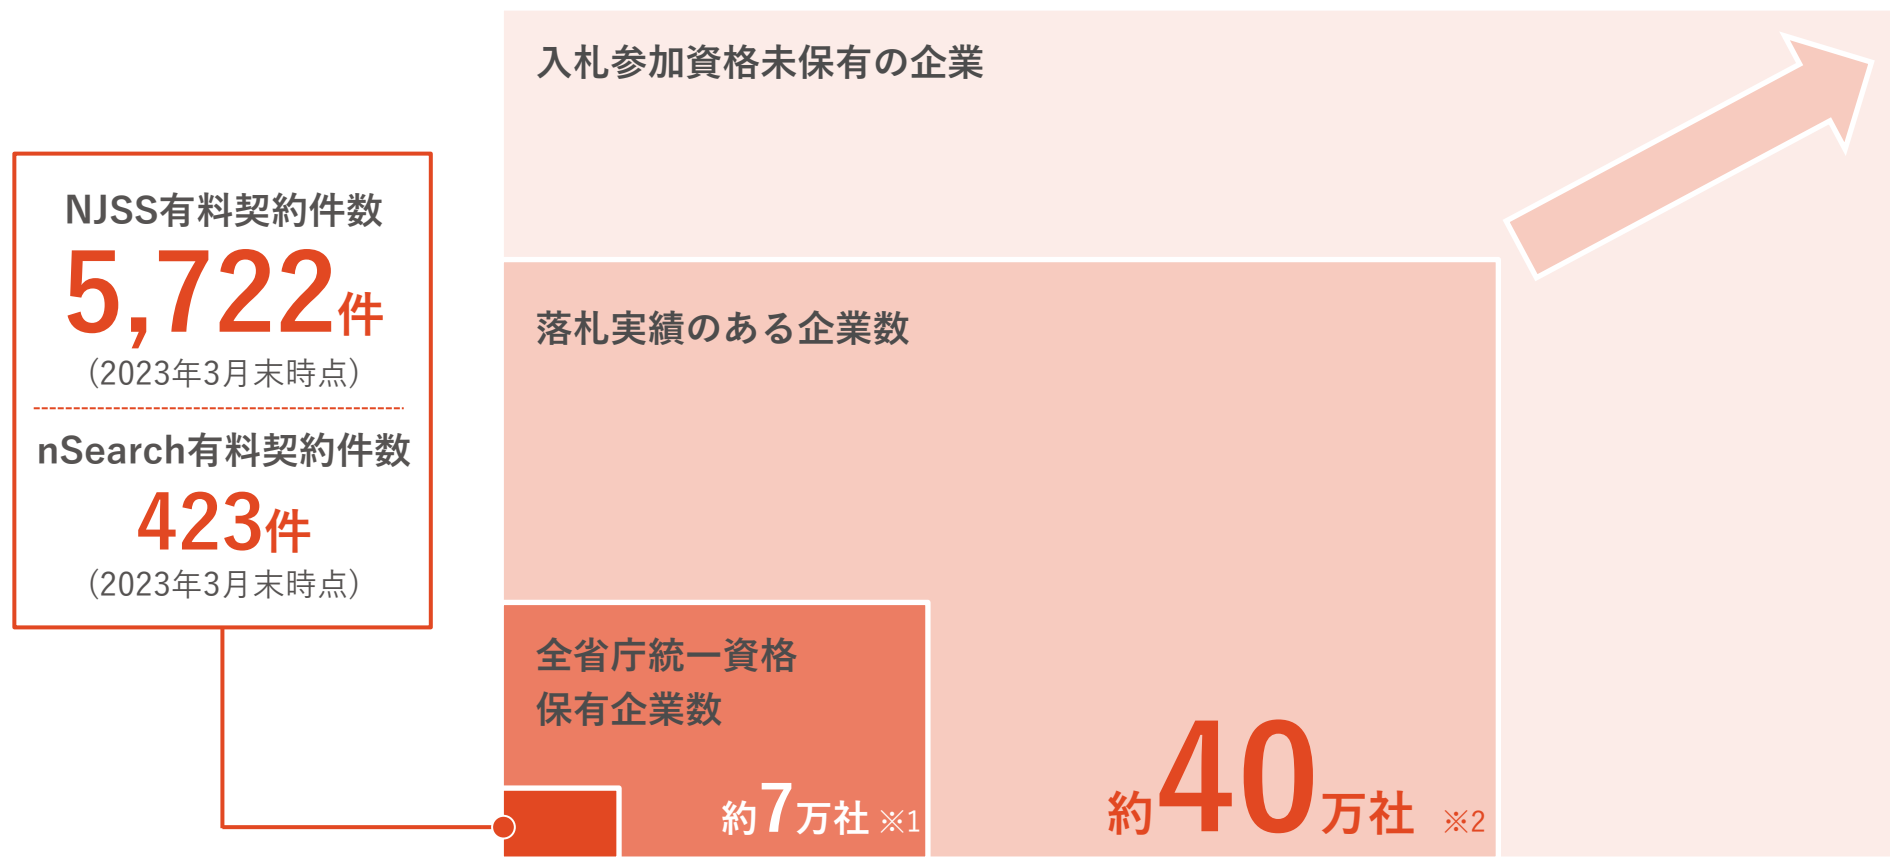 入札参加資格未保有の企業
NJSS有料契約件数
5,722件
（2023年3月末時点）
nSearch有料契約件数
423件
（2023年3月末時点）
落札実績のある企業数
約40万社 ※2
全省庁統一資格
保有企業数
約7万社 ※1